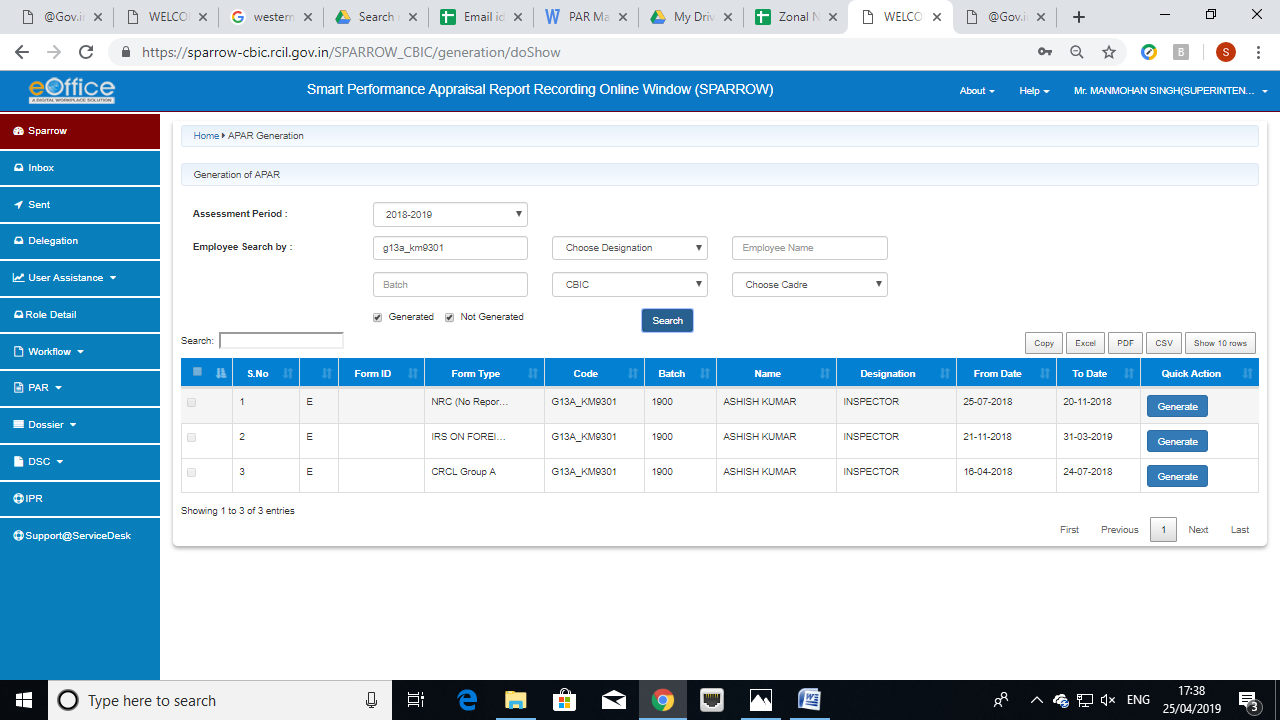 @Gov.i
WELCO
western
Search
Email id
PAR Ma
My Driv
Zonal N
WELCO
@Gov.i
https://sparrow-cbic.rcil.gov.in/SPARROW_CBIC/generation/doShow
B
S
eOffice
A DIGITAL WORKPLACE SOLUTION
Smart Performance Appraisal Report Recording Online Window (SPARROW)
About
Help
Mr. MANMOHAN SINGH(SUPERINTEN...
Sparrow
Inbox
Sent
Delegation
User Assistance
Role Detail
Workflow
PAR
Dossier
DSC
IPR
Support@ServiceDesk
Home APAR Generation
Generation of APAR
Assessment Period : 2018-2019
Employee Search by : g13a_km9301 Choose Designation Employee Name
Batch CBIC Choose Cadre
Generated Not Generated Search
Search: Copy Excel PDF CSV Show 10 rows
S.No Form ID Form Type Code Batch Name Designation From Date To Date Quick Action
1 E NRC (No Repor... G13A_KM9301 1900 ASHISH KUMAR INSPECTOR 25-07-2018 20-11-2018 Generate
2 E IRS ON FOREI... G13A_KM9301 1900 ASHISH KUMAR INSPECTOR 21-11-2018 31-03-2019 Generate
3 E CRCL Group A G13A_KM9301 1900 ASHISH KUMAR INSPECTOR 16-04-2018 24-07-2018 Generate
Showing 1 to 3 of 3 entries
First Previous 1 Next Last
Type here to search
ENG
17:38
25/04/2019
3